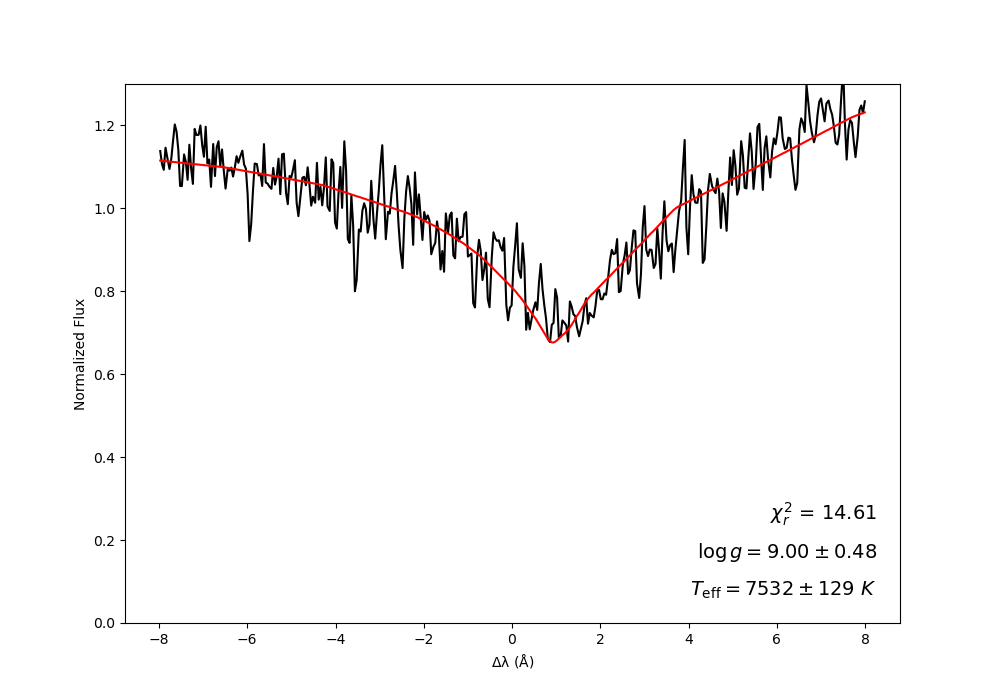 1.2
1.0
0.8
0.6
0.4
0.2
0.0
Normalized Flux
χ²ᵣ = 14.61
log g = 9.00 ± 0.48
T_eff = 7532 ± 129 K
−8 −6 −4 −2 0 2 4 6 8
Δλ (Å)